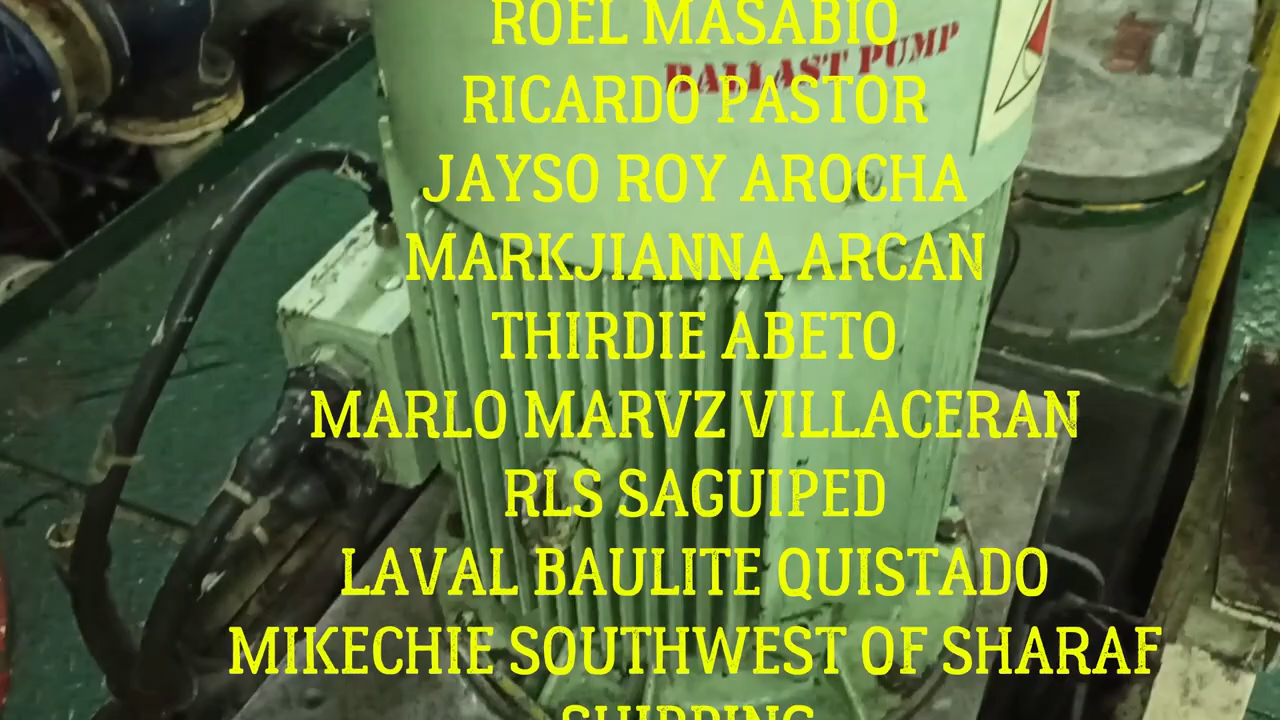 ROEL MASABIO
BALLAST PUMP
RICARDO PASTOR
JAYSO ROY AROCHA
MARKJIANNA ARCAN
THIRDIE ABETO
MARLO MARVZ VILLACERAN
RLS SAGUIPED
LAVAL BAULITE QUISTADO
MIKECHIE SOUTHWEST OF SHARAF
SHIPPING